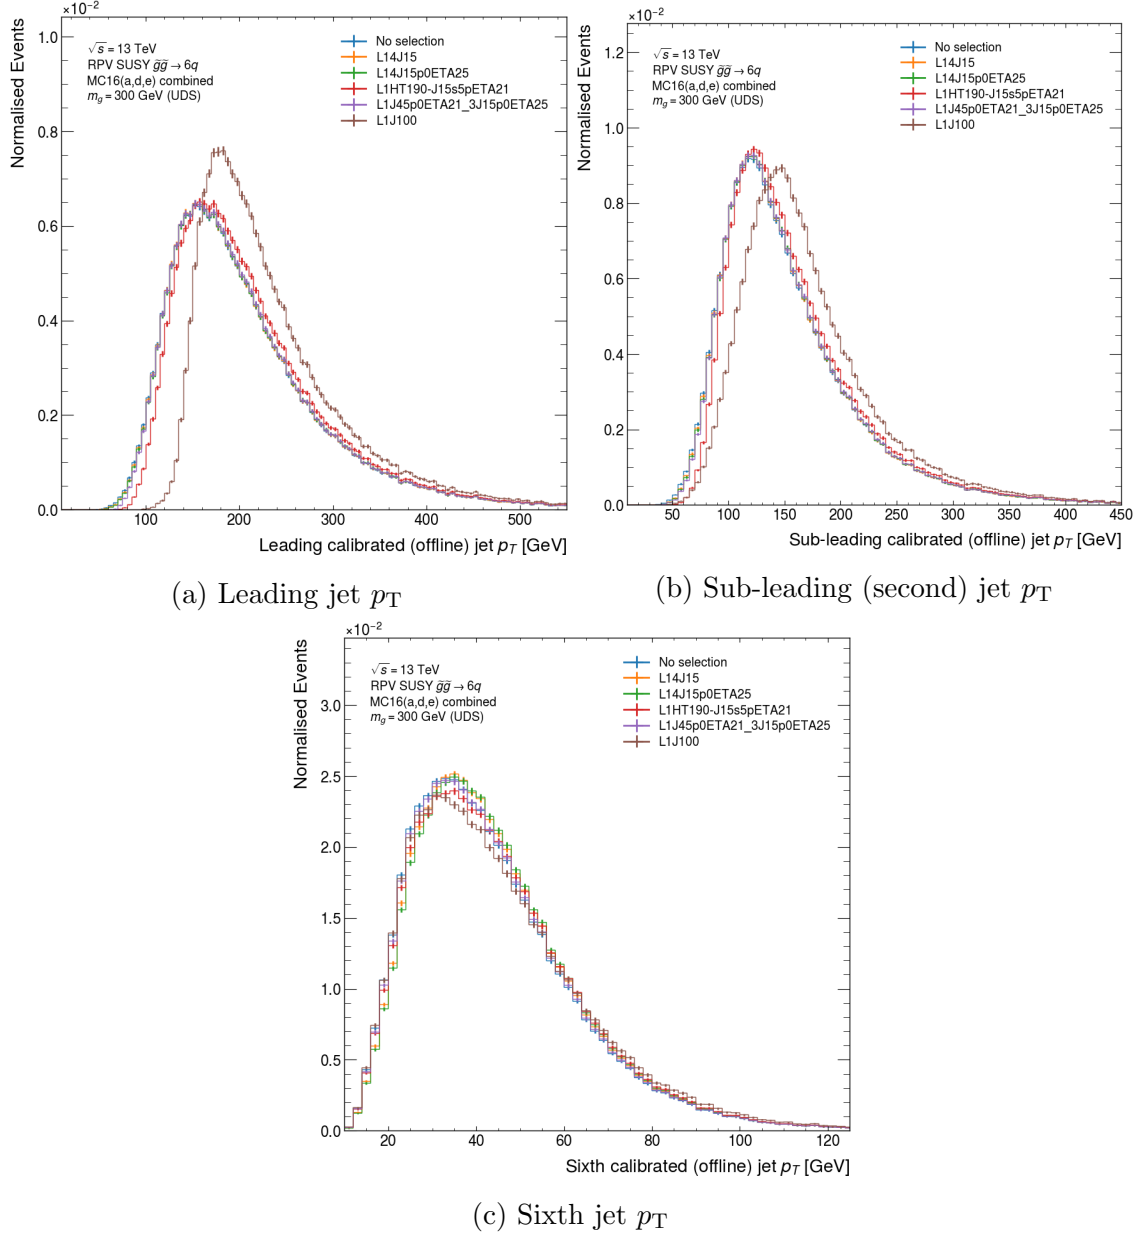 ×10⁻²
Normalised Events
1.0
0.8
0.6
0.4
0.2
0.0
√s = 13 TeV
RPV SUSY g̃g̃ → 6q
MC16(a,d,e) combined
m_g = 300 GeV (UDS)
No selection
L14J15
L14J15p0ETA25
L1HT190-J15s5pETA21
L1J45p0ETA21_3J15p0ETA25
L1J100
100 200 300 400 500
Leading calibrated (offline) jet p_T [GeV]
(a) Leading jet p_T
×10⁻²
Normalised Events
1.2
1.0
0.8
0.6
0.4
0.2
0.0
√s = 13 TeV
RPV SUSY g̃g̃ → 6q
MC16(a,d,e) combined
m_g = 300 GeV (UDS)
No selection
L14J15
L14J15p0ETA25
L1HT190-J15s5pETA21
L1J45p0ETA21_3J15p0ETA25
L1J100
50 100 150 200 250 300 350 400 450
Sub-leading calibrated (offline) jet p_T [GeV]
(b) Sub-leading (second) jet p_T
×10⁻²
Normalised Events
3.0
2.5
2.0
1.5
1.0
0.5
0.0
√s = 13 TeV
RPV SUSY g̃g̃ → 6q
MC16(a,d,e) combined
m_g = 300 GeV (UDS)
No selection
L14J15
L14J15p0ETA25
L1HT190-J15s5pETA21
L1J45p0ETA21_3J15p0ETA25
L1J100
20 40 60 80 100 120
Sixth calibrated (offline) jet p_T [GeV]
(c) Sixth jet p_T